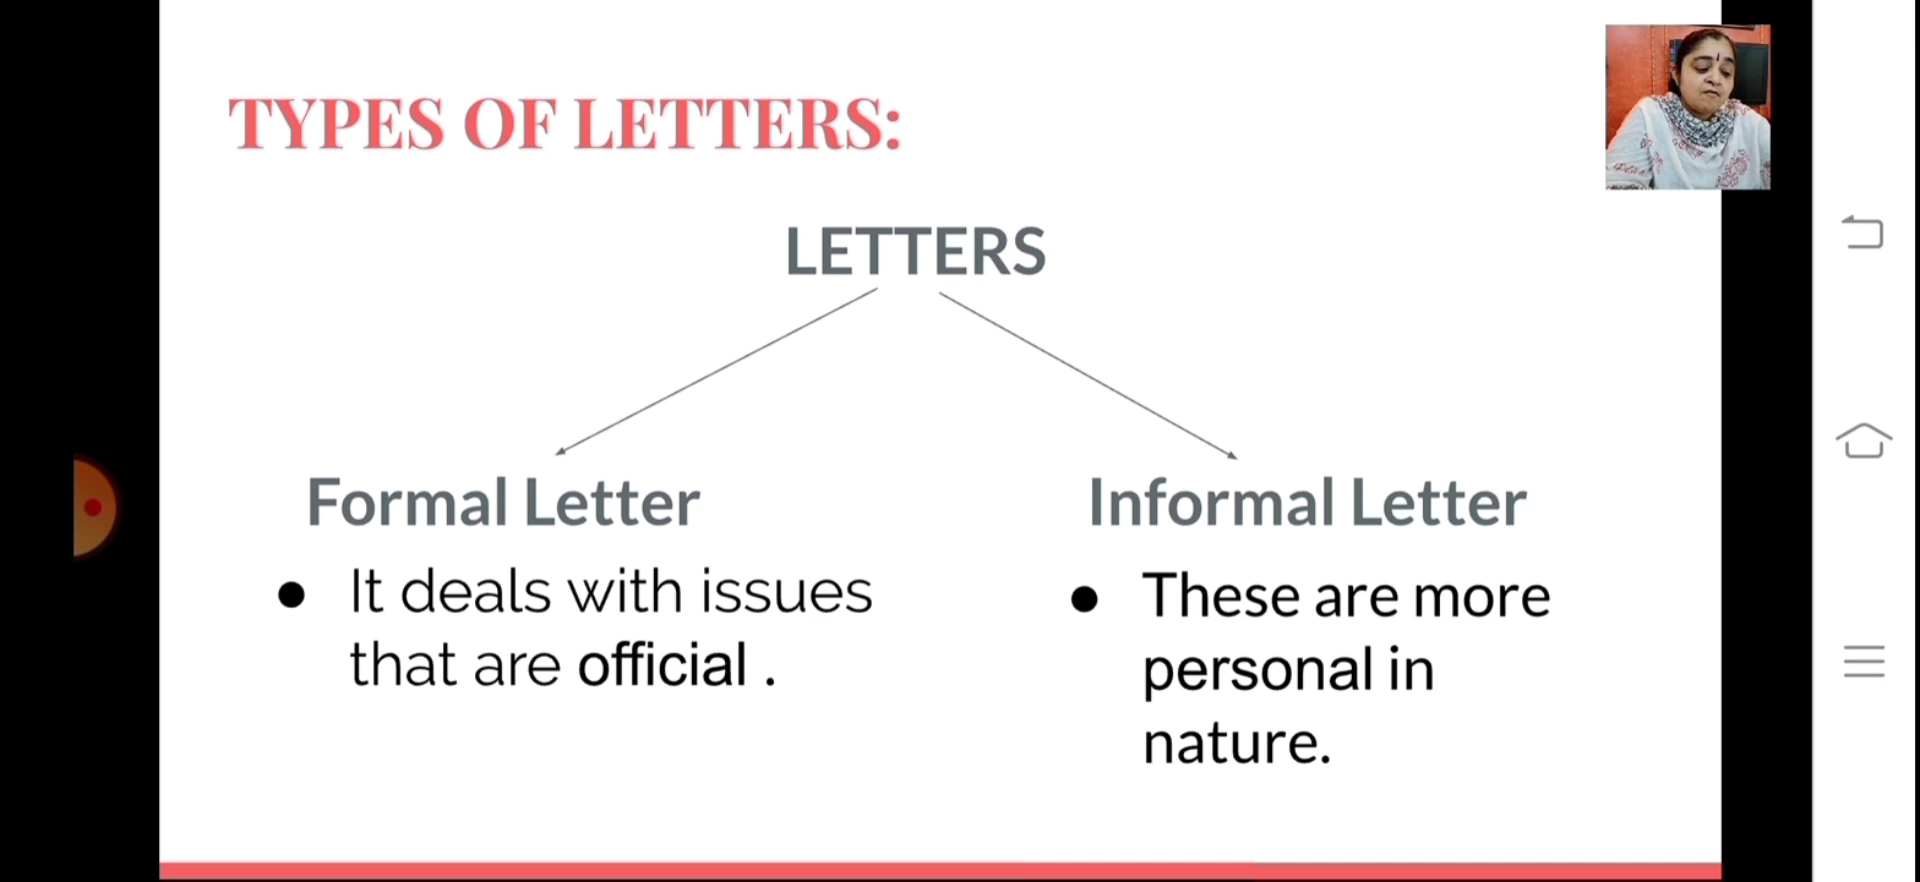 TYPES OF LETTERS:
LETTERS
Formal Letter
● It deals with issues
that are official .
Informal Letter
● These are more
personal in
nature.